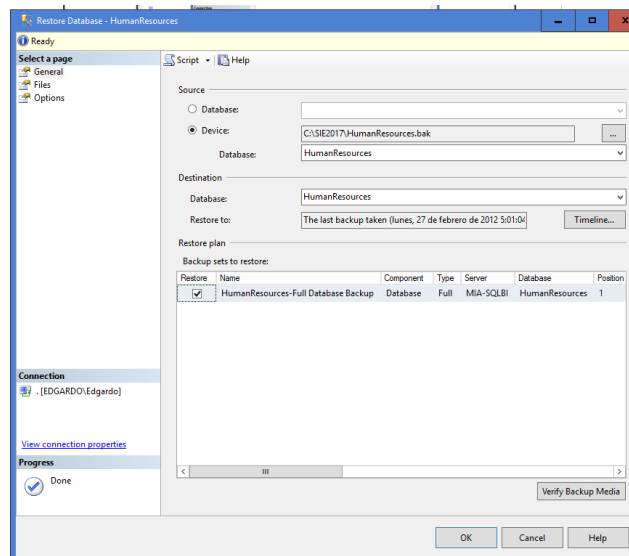 Restore Database - HumanResources
Ready
Select a page
General
Files
Options
Script Help
Source
Database:
Device:
C:\SIE2017\HumanResources.bak
...
Database:
HumanResources
Destination
Database:
HumanResources
Restore to:
The last backup taken (lunes, 27 de febrero de 2012 5:01:04
Timeline...
Restore plan
Backup sets to restore:
Restore Name Component Type Server Database Position
HumanResources-Full Database Backup Database Full MIA-SQLBI HumanResources 1
Connection
. [EDGARDO\Edgardo]
View connection properties
Progress
Done
Verify Backup Media
OK Cancel Help